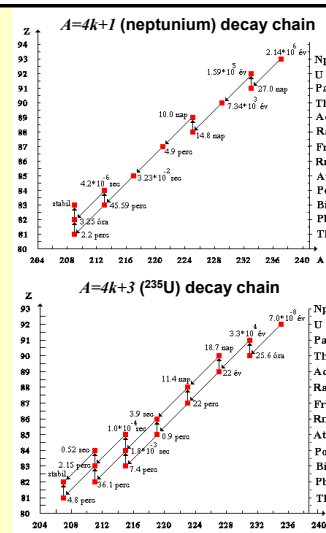 A=4k+1 (neptunium) decay chain
Z
94
93
92
91
90
89
88
87
86
85
84
83
82
81
80
2.14*10^6 év
1.59*10^5 év
27.0 nap
7.34*10^3 év
10.0 nap
14.8 nap
4.9 perc
3.23*10^-2 sec
4.2*10^-6 sec
45.59 perc
stabil
3.25 óra
2.2 perc
Np
U
Pa
Th
Ac
Ra
Fr
Rn
At
Po
Bi
Pb
204 208 212 216 220 224 228 232 236 240 A
A=4k+3 (²³⁵U) decay chain
Z
93
92
91
90
89
88
87
86
85
84
83
82
81
80
7.0*10^-8 év
3.3*10^4 év
25.6 óra
18.7 nap
22 év
11.4 nap
22 perc
3.9 sec
0.9 perc
1.0*10^-4 sec
1.8*10^-3 sec
7.4 perc
0.52 sec
2.15 perc
36.1 perc
stabil
4.8 perc
Np
U
Pa
Th
Ac
Ra
Rn
At
Po
Bi
Pb
204 208 212 216 220 224 228 232 236 240